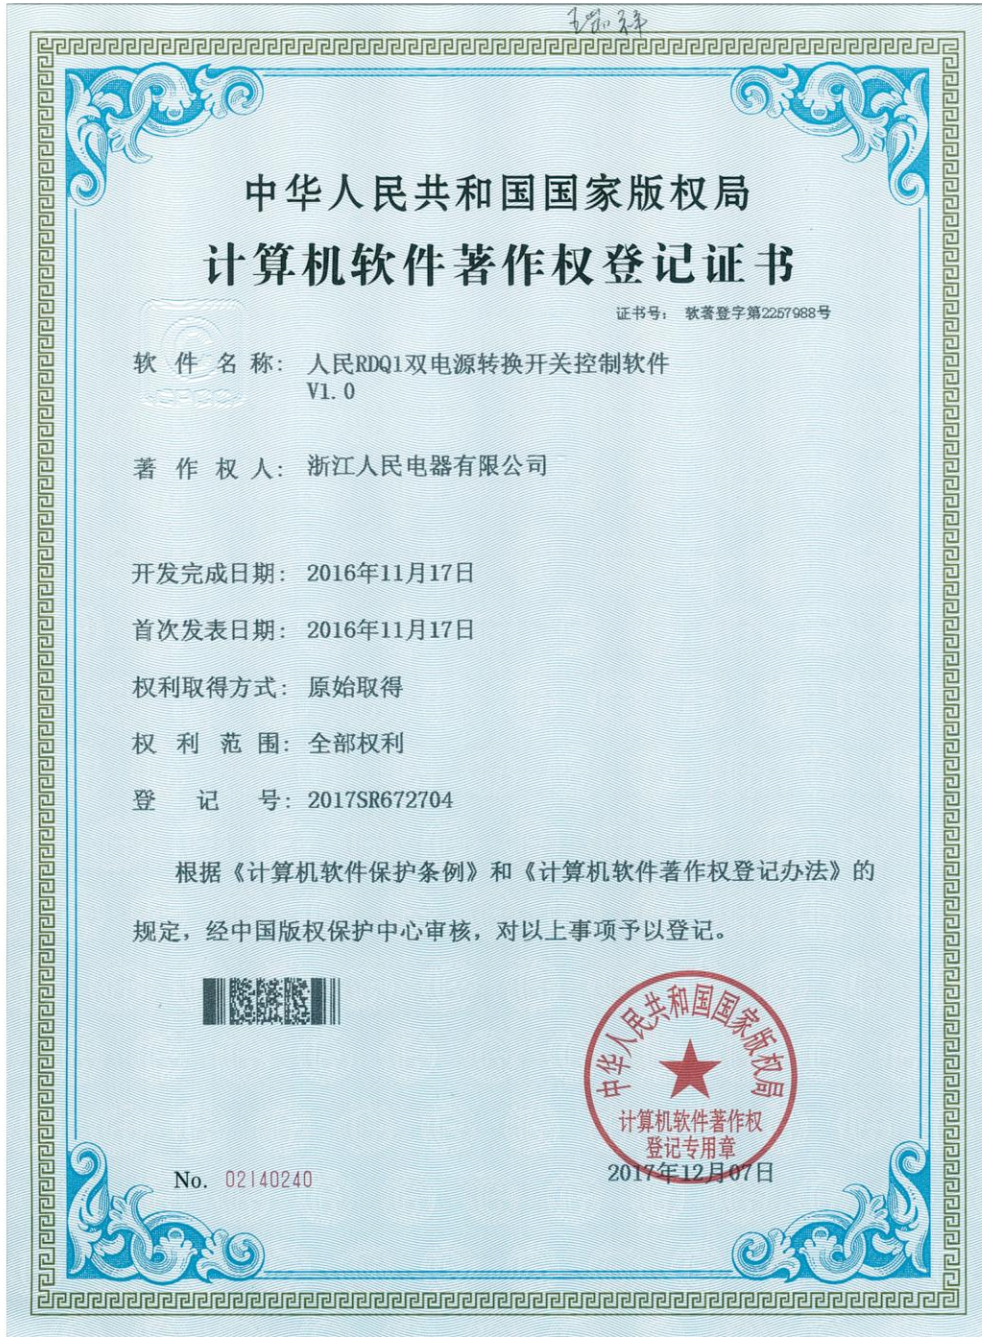 中华人民共和国国家版权局
计算机软件著作权登记证书
证书号： 软著登字第2257988号
软件名称： 人民RDQ1双电源转换开关控制软件
V1.0
CPCC
著作权人： 浙江人民电器有限公司
开发完成日期： 2016年11月17日
首次发表日期： 2016年11月17日
权利取得方式： 原始取得
权利范围： 全部权利
登记号： 2017SR672704
根据《计算机软件保护条例》和《计算机软件著作权登记办法》的
规定，经中国版权保护中心审核，对以上事项予以登记。
中华人民共和国国家版权局
计算机软件著作权
登记专用章
2017年12月07日
No. 02140240